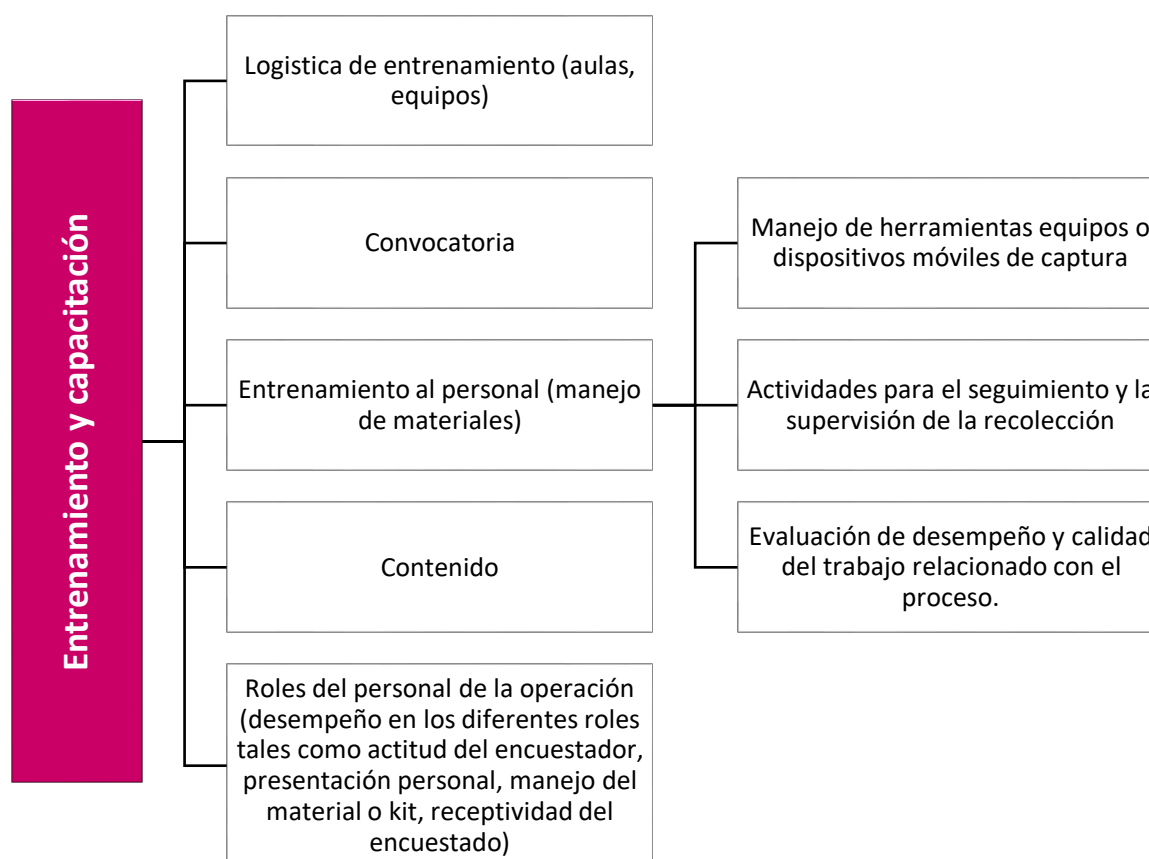 Entrenamiento y capacitación
Logistica de entrenamiento (aulas,
equipos)
Convocatoria
Entrenamiento al personal (manejo
de materiales)
Contenido
Roles del personal de la operación
(desempeño en los diferentes roles
tales como actitud del encuestador,
presentación personal, manejo del
material o kit, receptividad del
encuestado)
Manejo de herramientas equipos o
dispositivos móviles de captura
Actividades para el seguimiento y la
supervisión de la recolección
Evaluación de desempeño y calidad
del trabajo relacionado con el
proceso.